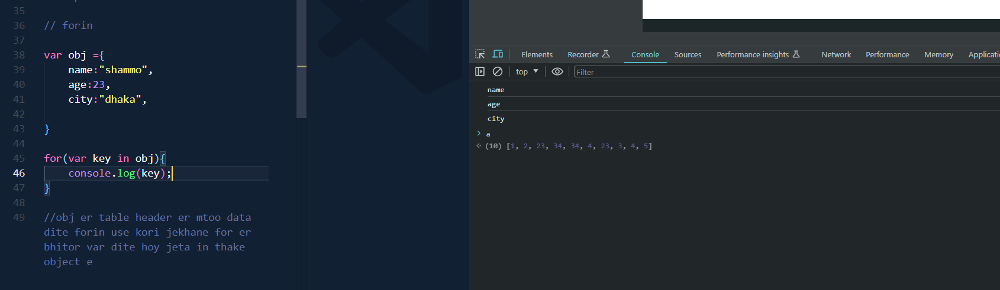 35
36 // forin
37
38 var obj ={
39 name:"shammo",
40 age:23,
41 city:"dhaka",
42
43 }
44
45 for(var key in obj){
46 console.log(key);
47 }
48
49 //obj er table header er mtoo data
dite forin use kori jekhane for er
bhitor var dite hoy jeta in thake
object e
Elements Recorder Console Sources Performance insights Network Performance Memory Applicati
top Filter
name
age
city
> a
(10) [1, 2, 23, 34, 34, 4, 23, 3, 4, 5]